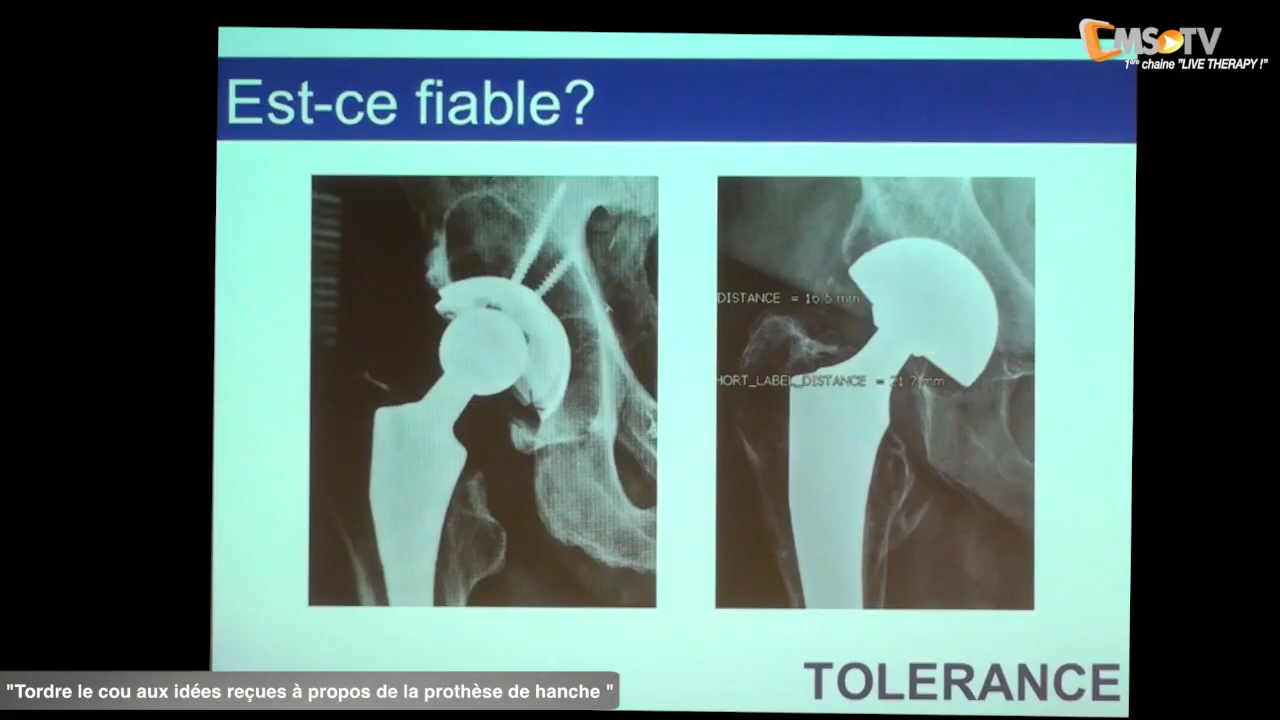 CMS TV
1ère chaine "LIVE THERAPY !"
Est-ce fiable?
DISTANCE = 16.5 mm
HORT_LABEL_DISTANCE = 21.7 mm
TOLERANCE
"Tordre le cou aux idées reçues à propos de la prothèse de hanche "